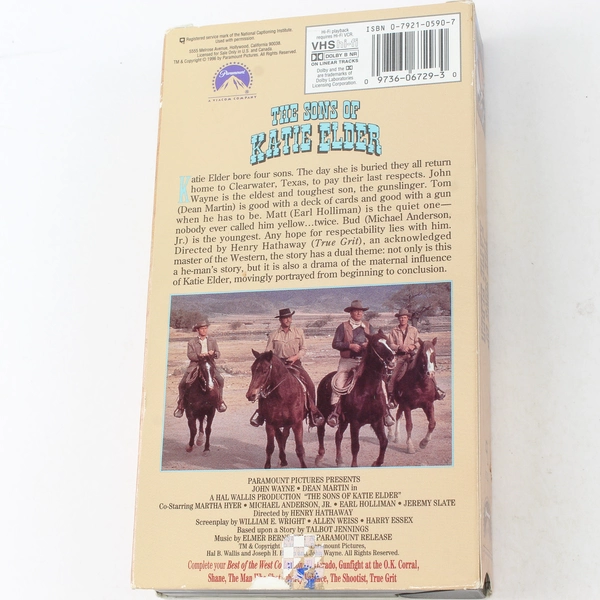 Registered service mark of the National Captioning Institute.
Used with permission.
5555 Melrose Avenue, Hollywood, California 90038.
Licensed for Sale Only in U.S. and Canada.
TM & Copyright © by Paramount Pictures. All Rights Reserved.
Paramount
A VIACOM COMPANY
Hi-Fi playback
requires Hi-Fi VCR.
VHS hi-fi
DOLBY B NR
ON LINEAR TRACKS
Dolby and the
are trademarks of
Dolby Laboratories
Licensing Corporation.
ISBN 0-7921-0590-7
0 9736-06729-3 0
THE SONS OF
KATIE ELDER
Katie Elder bore four sons. The day she is buried they all return
home to Clearwater, Texas, to pay their last respects. John
Wayne is the eldest and toughest son, the gunslinger. Tom
(Dean Martin) is good with a deck of cards and good with a gun
when he has to be. Matt (Earl Holliman) is the quiet one—
nobody ever called him yellow...twice. Bud (Michael Anderson,
Jr.) is the youngest. Any hope for respectability lies with him.
Directed by Henry Hathaway (True Grit), an acknowledged
master of the Western, the story has a dual theme: not only is this
a he-man's story, but it is also a drama of the maternal influence
of Katie Elder, movingly portrayed from beginning to conclusion.
PARAMOUNT PICTURES PRESENTS
JOHN WAYNE • DEAN MARTIN in
A HAL WALLIS PRODUCTION "THE SONS OF KATIE ELDER"
Co-Starring MARTHA HYER • MICHAEL ANDERSON, JR. • EARL HOLLIMAN • JEREMY SLATE
Directed by HENRY HATHAWAY
Screenplay by WILLIAM E. WRIGHT • ALLEN WEISS • HARRY ESSEX
Based upon a Story by TALBOT JENNINGS
Music by ELMER BERN PARAMOUNT RELEASE
TM & Copyright mount Pictures,
Hal B. Wallis and Joseph H. Wayne. All Rights Reserved.
Complete your Best of the West Co rado, Gunfight at the O.K. Corral,
Shane, The Man nce, The Shootist, True Grit